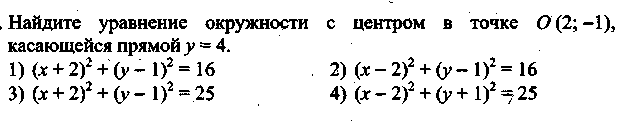 Найдите уравнение окружности с центром в точке O (2; –1),
касающейся прямой y = 4.
1) (x + 2)² + (y – 1)² = 16 2) (x – 2)² + (y – 1)² = 16
3) (x + 2)² + (y – 1)² = 25 4) (x – 2)² + (y + 1)² = 25